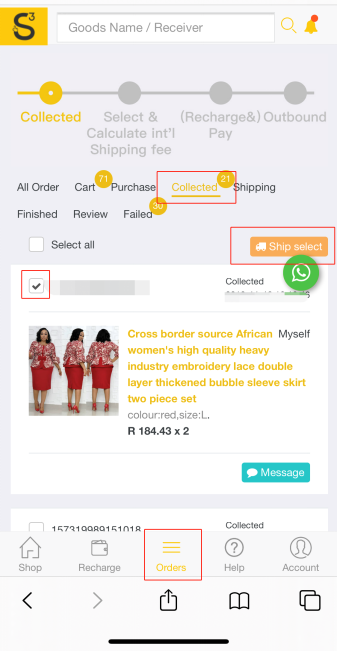 S3
Goods Name / Receiver
Collected
Select &
Calculate int'l
Shipping fee
(Recharge&)
Pay
Outbound
All Order
Cart 71
Purchase
Collected 21
Shipping
Finished
Review
Failed 30
Select all
Ship select
Collected
Cross border source African
women's high quality heavy
industry embroidery lace double
layer thickened bubble sleeve skirt
two piece set
Myself
colour:red,size:L.
R 184.43 x 2
Message
157319989151018
Collected
Shop
Recharge
Orders
Help
Account